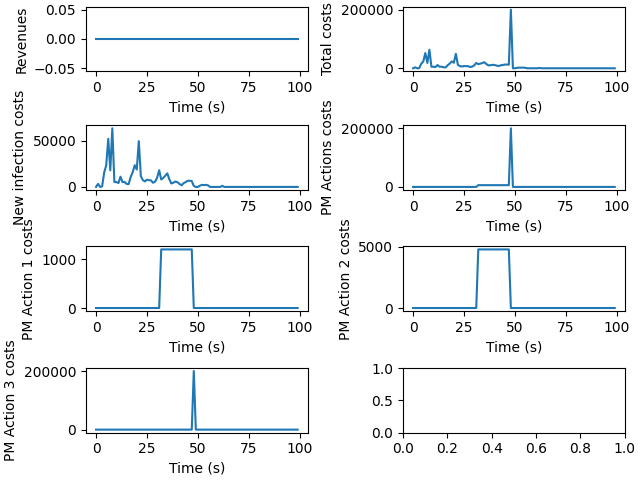 Revenues
0.05
0.00
−0.05
0 25 50 75 100
Time (s)
Total costs
200000
0
0 25 50 75 100
Time (s)
New infection costs
50000
0
0 25 50 75 100
Time (s)
PM Actions costs
200000
0
0 25 50 75 100
Time (s)
PM Action 1 costs
1000
0
0 25 50 75 100
Time (s)
PM Action 2 costs
5000
0
0 25 50 75 100
Time (s)
PM Action 3 costs
200000
0
0 25 50 75 100
Time (s)
1.0
0.5
0.0
0.0 0.2 0.4 0.6 0.8 1.0